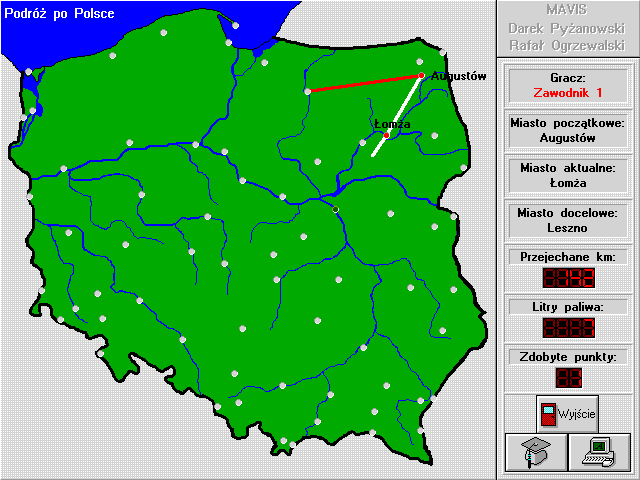 Podróż po Polsce
Augustów
Łomża
MAVIS
Darek Pyżanowski
Rafał Ogrzewalski
Gracz:
Zawodnik 1
Miasto początkowe:
Augustów
Miasto aktualne:
Łomża
Miasto docelowe:
Leszno
Przejechane km:
Litry paliwa:
Zdobyte punkty:
Wyjście